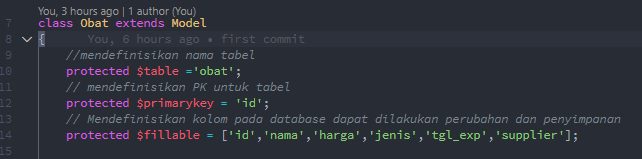 You, 3 hours ago | 1 author (You)
7 class Obat extends Model
8 { You, 6 hours ago • first commit
9 //mendefinisikan nama tabel
10 protected $table ='obat';
11 // mendefinisikan PK untuk tabel
12 protected $primarykey = 'id';
13 // Mendefinisikan kolom pada database dapat dilakukan perubahan dan penyimpanan
14 protected $fillable = ['id','nama','harga','jenis','tgl_exp','supplier'];
15